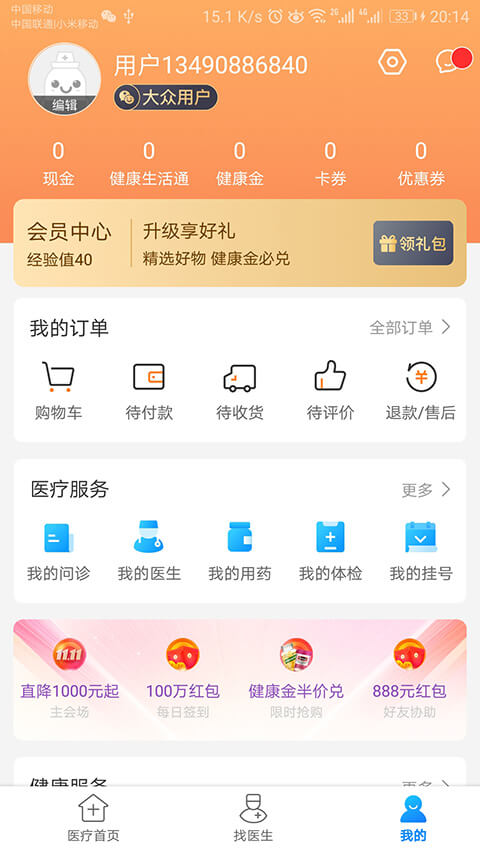 中国移动
中国联通|小米移动
15.1 K/s 2G 4G 33 20:14
用户13490886840
编辑
大众用户
0 0 0 0 0
现金 健康生活通 健康金 卡券 优惠券
会员中心 升级享好礼
经验值40 精选好物 健康金必兑
领礼包
我的订单 全部订单
购物车 待付款 待收货 待评价 退款/售后
医疗服务 更多
我的问诊 我的医生 我的用药 我的体检 我的挂号
11.11
直降1000元起 100万红包 健康金半价兑 888元红包
主会场 每日签到 限时抢购 好友协助
健康服务 更多
医疗首页 找医生 我的